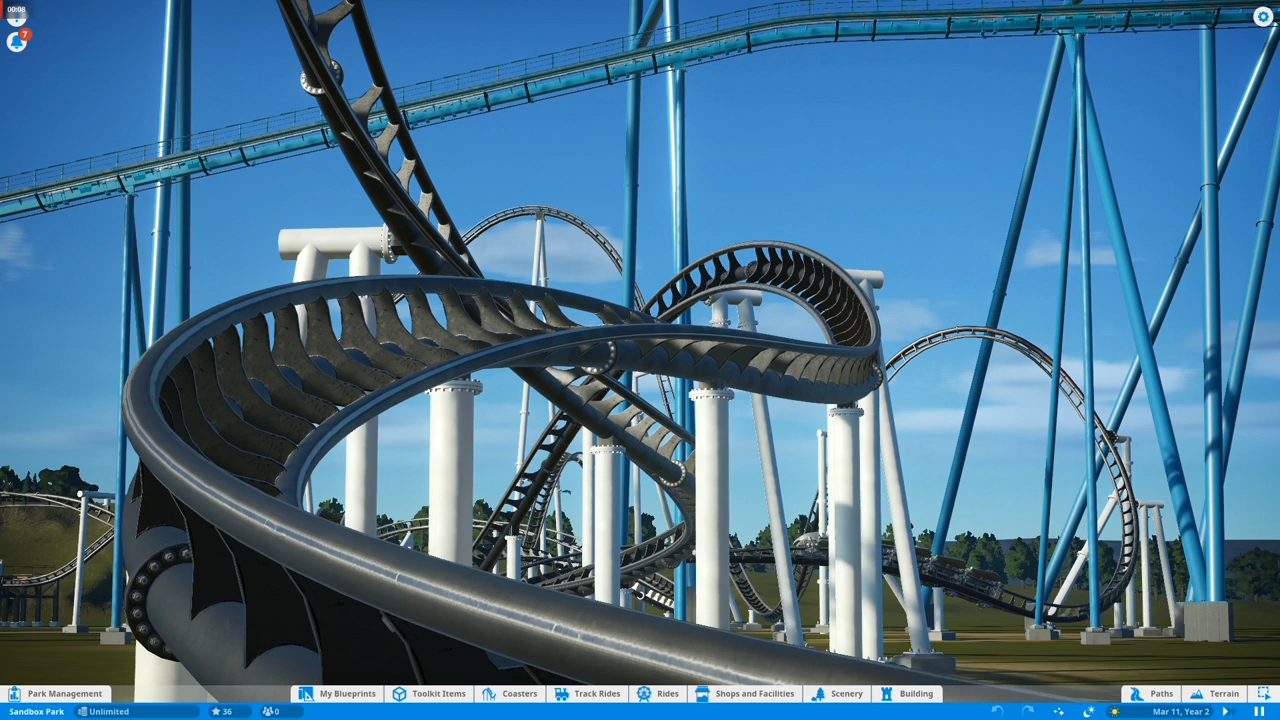 00:08
7
Park Management
My Blueprints
Toolkit Items
Coasters
Track Rides
Rides
Shops and Facilities
Scenery
Building
Paths
Terrain
Sandbox Park
Unlimited
36
0
Mar 11, Year 2